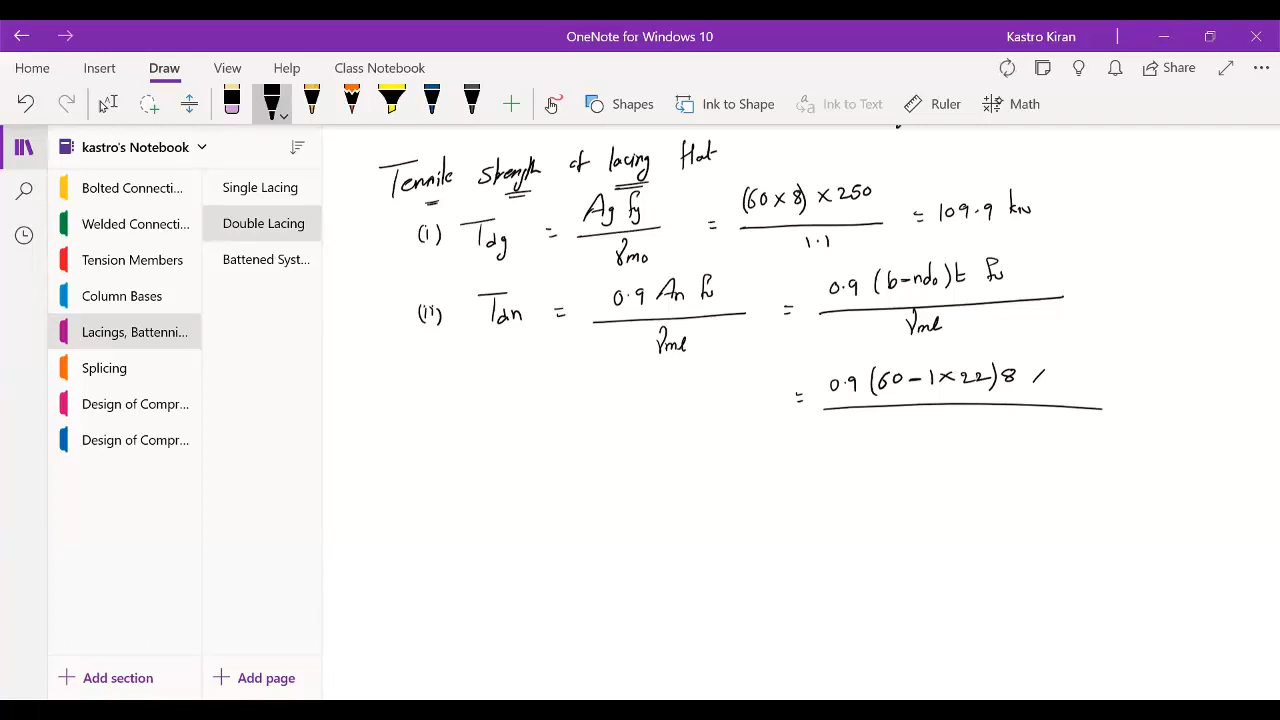 OneNote for Windows 10
Kastro Kiran
Home Insert Draw View Help Class Notebook
Share
Shapes Ink to Shape Ink to Text Ruler Math
kastro's Notebook
Bolted Connecti...
Welded Connecti...
Tension Members
Column Bases
Lacings, Battenni...
Splicing
Design of Compr...
Design of Compr...
Add section
Single Lacing
Double Lacing
Battened Syst...
Add page
Tensile strength of lacing flat
(i) Tdg = Ag fy / γm0 = (60 × 8) × 250 / 1.1 = 109.9 kN
(ii) Tdn = 0.9 An fu / γml = 0.9 (b-ndo)t fu / γml
= 0.9 (60 - 1 × 22) 8